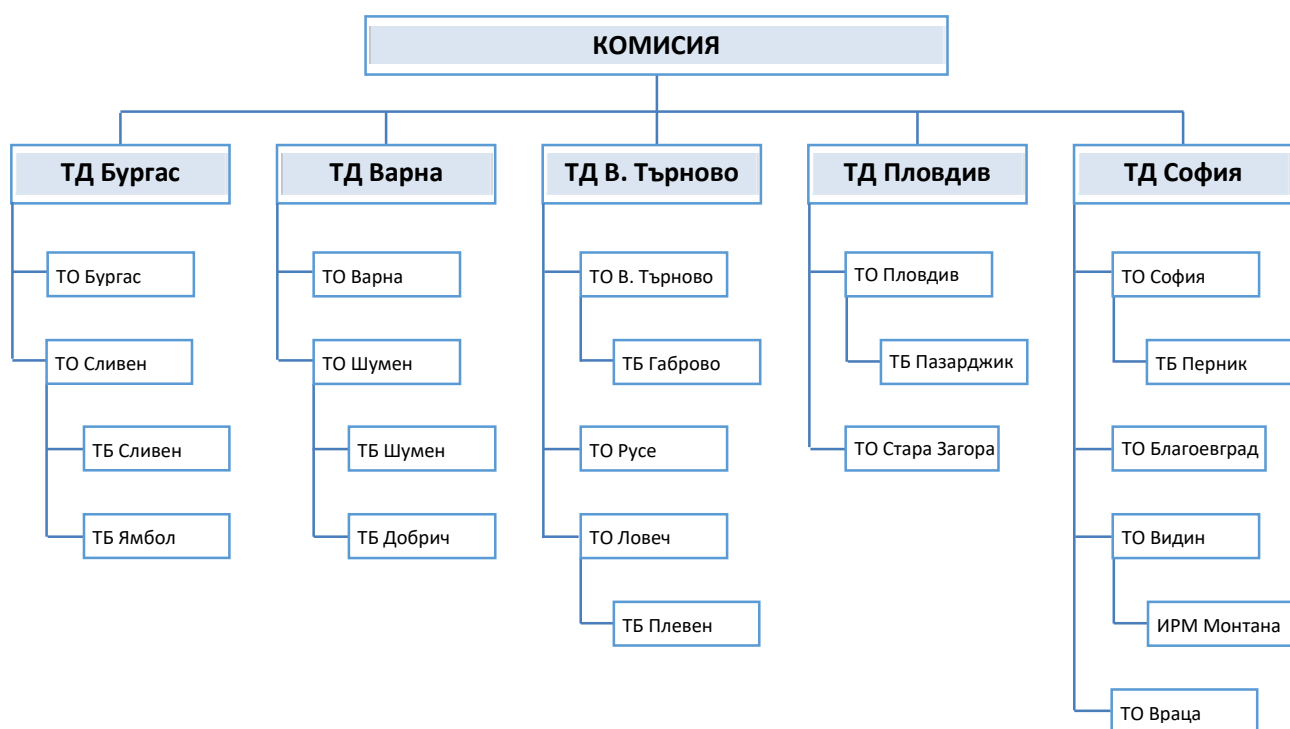 КОМИСИЯ
ТД Бургас
ТО Бургас
ТО Сливен
ТБ Сливен
ТБ Ямбол
ТД Варна
ТО Варна
ТО Шумен
ТБ Шумен
ТБ Добрич
ТД В. Търново
ТО В. Търново
ТБ Габрово
ТО Русе
ТО Ловеч
ТБ Плевен
ТД Пловдив
ТО Пловдив
ТБ Пазарджик
ТО Стара Загора
ТД София
ТО София
ТБ Перник
ТО Благоевград
ТО Видин
ИРМ Монтана
ТО Враца